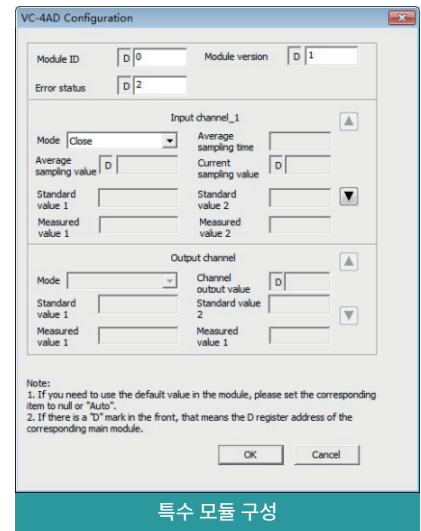 VC-4AD Configuration
Module ID D 0 Module version D 1
Error status D 2
Input channel_1
Mode Close Average sampling time
Average sampling value D Current sampling value D
Standard value 1 Standard value 2
Measured value 1 Measured value 2
Output channel
Mode Channel output value D
Standard value 1 Standard value 2
Measured value 1 Measured value 1
Note:
1. If you need to use the default value in the module, please set the corresponding
item to null or "Auto".
2. If there is a "D" mark in the front, that means the D register address of the
corresponding main module.
OK Cancel
특수 모듈 구성